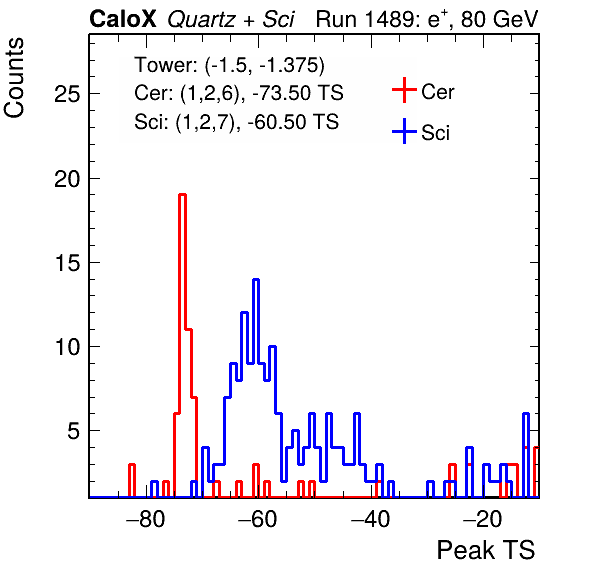 CaloX Quartz + Sci Run 1489: e⁺, 80 GeV
Counts
Tower: (-1.5, -1.375)
Cer: (1,2,6), -73.50 TS
Sci: (1,2,7), -60.50 TS
Cer
Sci
25
20
15
10
5
−80 −60 −40 −20
Peak TS